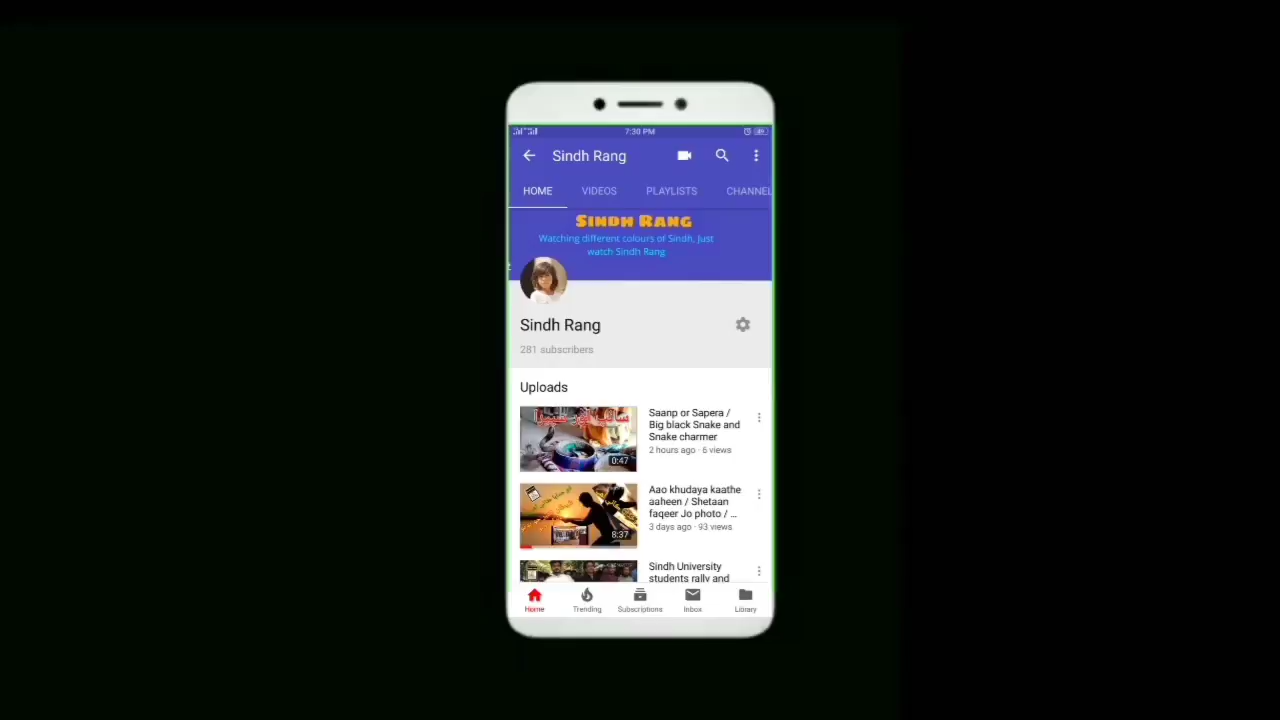 7:30 PM
Sindh Rang
HOME VIDEOS PLAYLISTS CHANNEL
Sindh Rang
Watching different colours of Sindh, Just
watch Sindh Rang
Sindh Rang
281 subscribers
Uploads
سانپ اور سپیرا
0:47
Saanp or Sapera /
Big black Snake and
Snake charmer
2 hours ago · 6 views
8:37
Aao khudaya kaathe
aaheen / Shetaan
faqeer Jo photo / ...
3 days ago · 93 views
Sindh University
students rally and
Home Trending Subscriptions Inbox Library